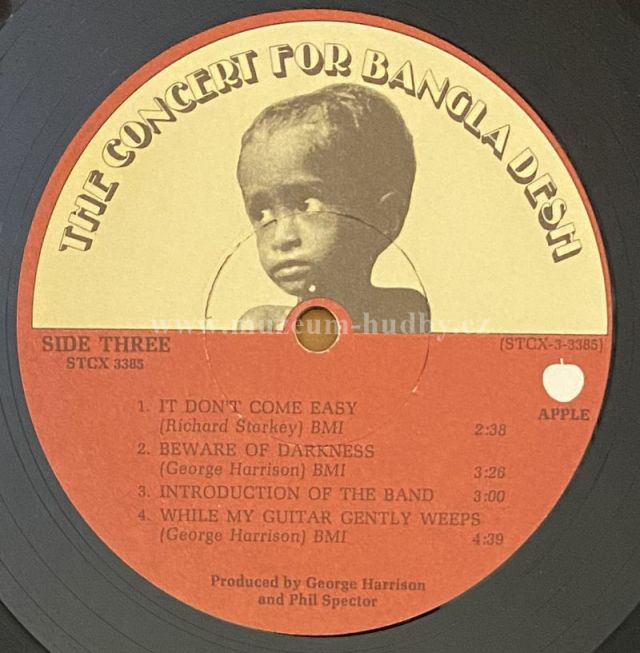 THE CONCERT FOR BANGLA DESH
www.muzeum-hudby.cz
SIDE THREE
STCX 3385
(STCX-3-3385)
APPLE
1. IT DON'T COME EASY
(Richard Starkey) BMI 2:38
2. BEWARE OF DARKNESS
(George Harrison) BMI 3:26
3. INTRODUCTION OF THE BAND 3:00
4. WHILE MY GUITAR GENTLY WEEPS
(George Harrison) BMI 4:39
Produced by George Harrison
and Phil Spector